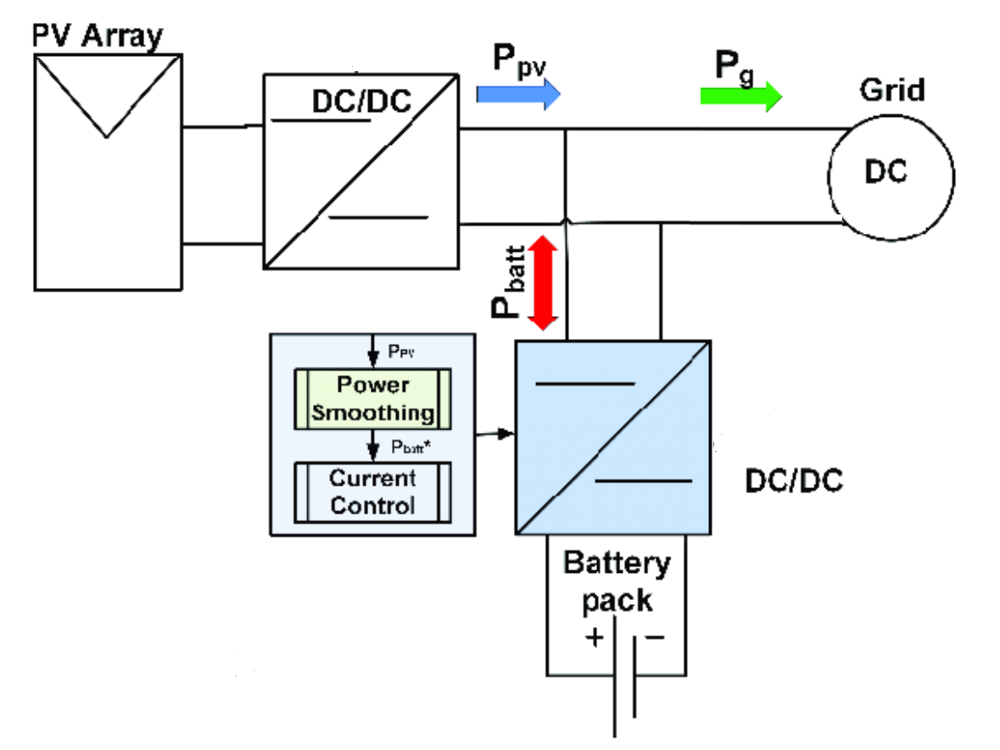 PV Array
DC/DC
Ppv
Pg
Grid
DC
Pbatt
PPV
Power
Smoothing
Pbatt*
Current
Control
DC/DC
Battery
pack
+ −